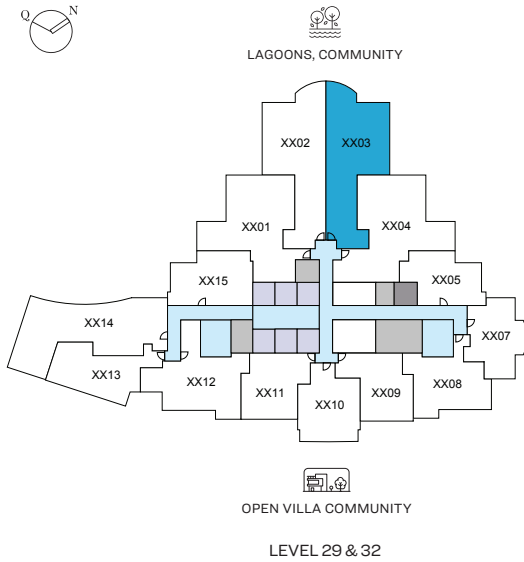 Q N
LAGOONS, COMMUNITY
XX02 XX03
XX01 XX04
XX15 XX05
XX14 XX07
XX13 XX12 XX11 XX10 XX09 XX08
OPEN VILLA COMMUNITY
LEVEL 29 & 32